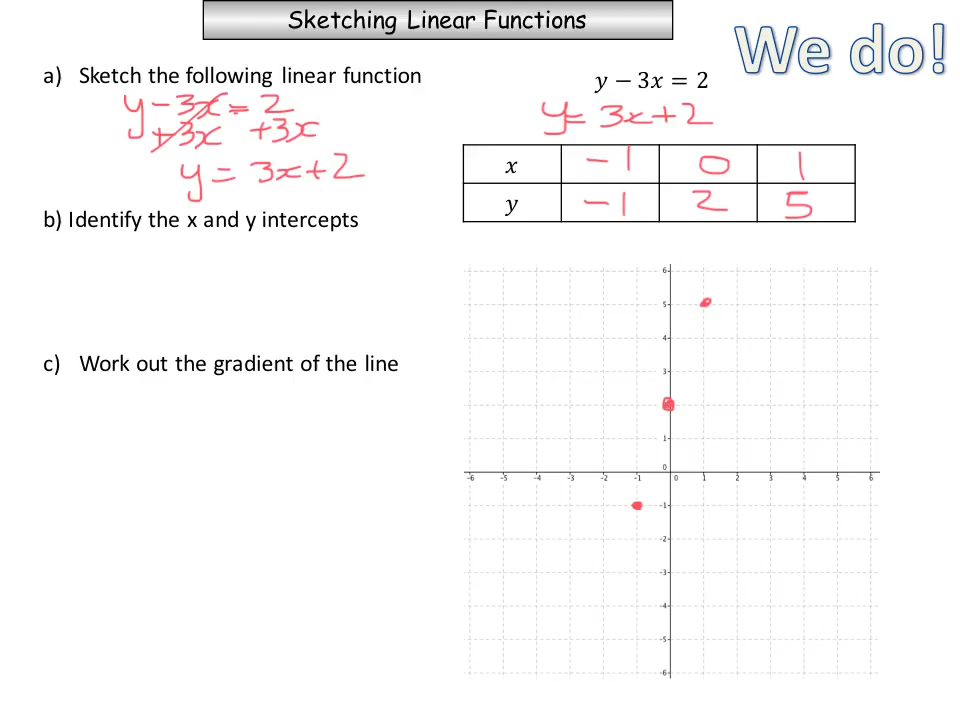 Sketching Linear Functions
We do!
a) Sketch the following linear function
y − 3x = 2
y − 3x = 2
+3x +3x
y = 3x + 2
y = 3x + 2
x −1 0 1
y −1 2 5
b) Identify the x and y intercepts
c) Work out the gradient of the line
6
5
4
3
1
0
-6 -5 -4 -3 -2 -1 0 1 2 3 4 5 6
-1
-2
-3
-4
-5
-6